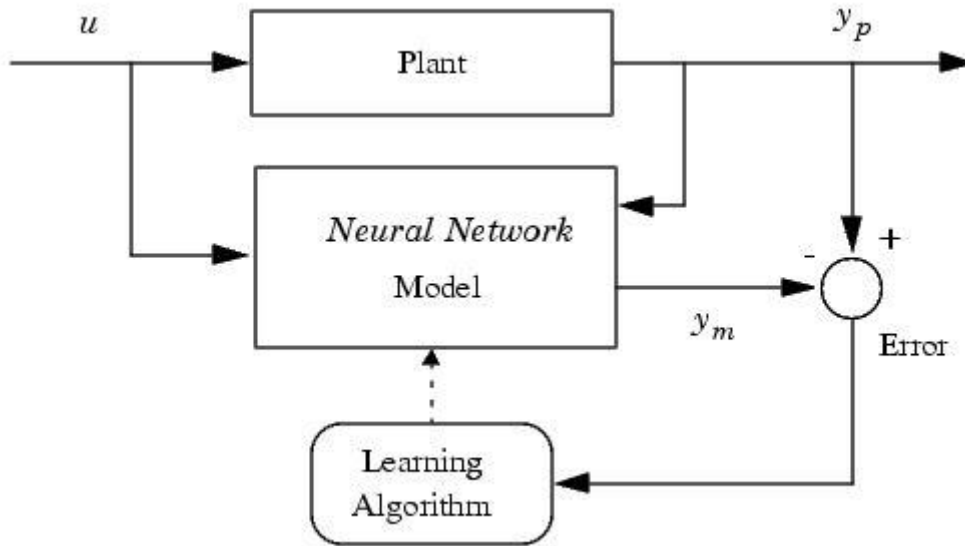 u
y_p
Plant
Neural Network
Model
- +
y_m
Error
Learning
Algorithm